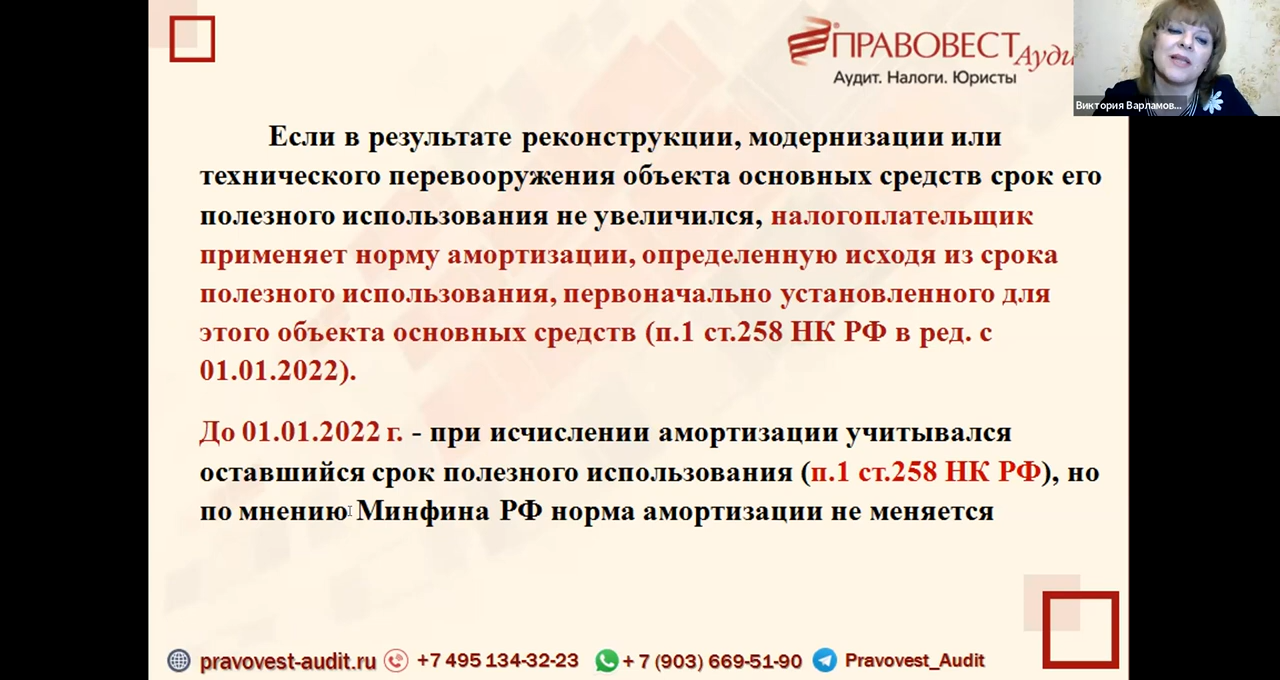 ПРАВОВЕСТ
Аудит. Налоги. Юристы
Виктория Варламов...
Если в результате реконструкции, модернизации или
технического перевооружения объекта основных средств срок его
полезного использования не увеличился, налогоплательщик
применяет норму амортизации, определенную исходя из срока
полезного использования, первоначально установленного для
этого объекта основных средств (п.1 ст.258 НК РФ в ред. с
01.01.2022).
До 01.01.2022 г. - при исчислении амортизации учитывался
оставшийся срок полезного использования (п.1 ст.258 НК РФ), но
по мнению Минфина РФ норма амортизации не меняется
pravovest-audit.ru +7 495 134-32-23 + 7 (903) 669-51-90 Pravovest_Audit